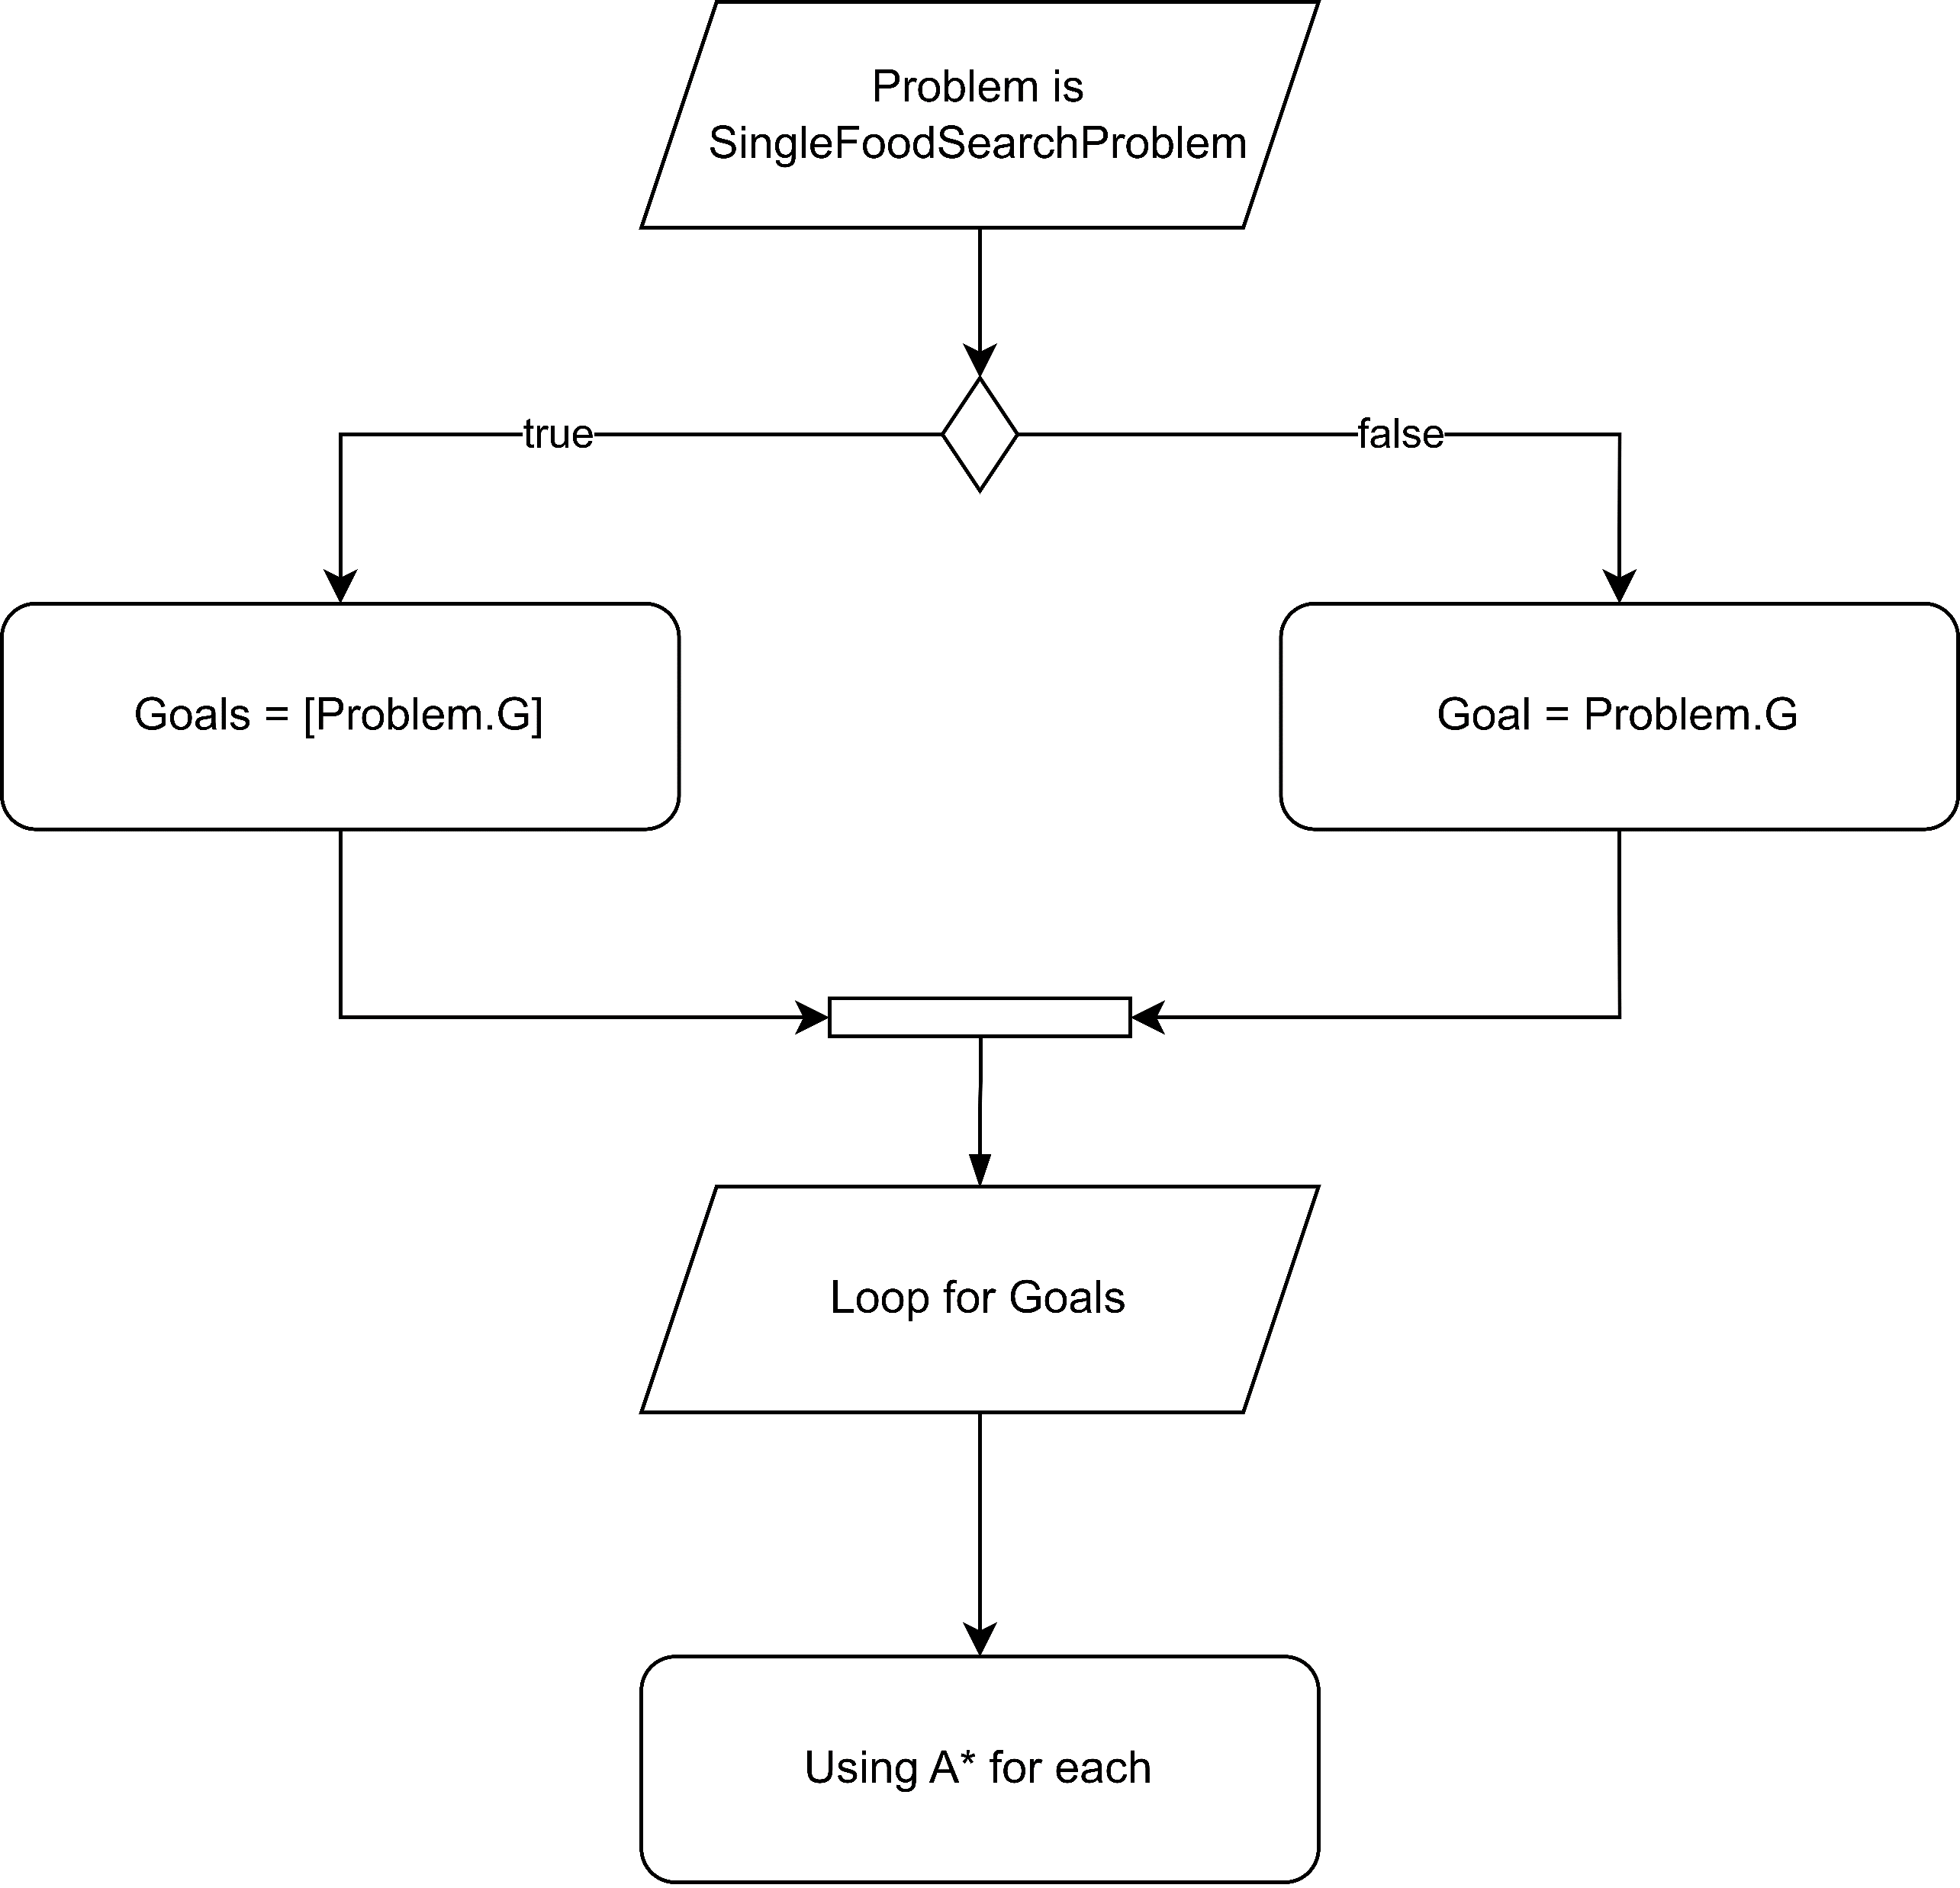 Problem is
SingleFoodSearchProblem
true
false
Goals = [Problem.G]
Goal = Problem.G
Loop for Goals
Using A* for each